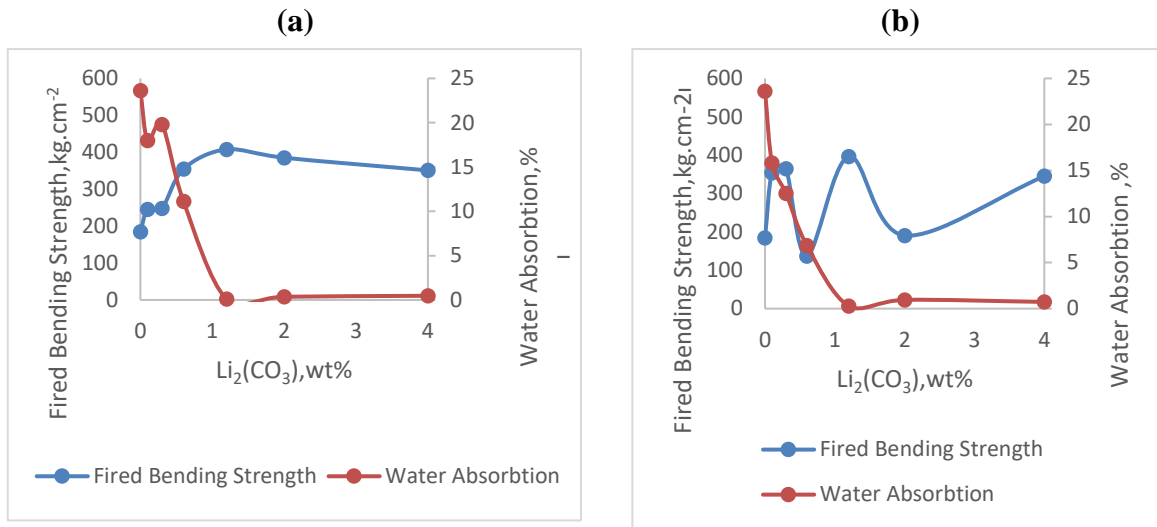 (a)
600
500
400
300
200
100
0
25
20
15
10
5
0
0 1 2 3 4
Fired Bending Strength,kg.cm-2
Water Absorbtion ,%
Li2(CO3),wt%
Fired Bending Strength
Water Absorbtion
(b)
600
500
400
300
200
100
0
25
20
15
10
5
0
0 1 2 3 4
Fired Bending Strength,kg.cm-2
Water Absorbtion ,%
Li2(CO3),wt%
Fired Bending Strength
Water Absorbtion